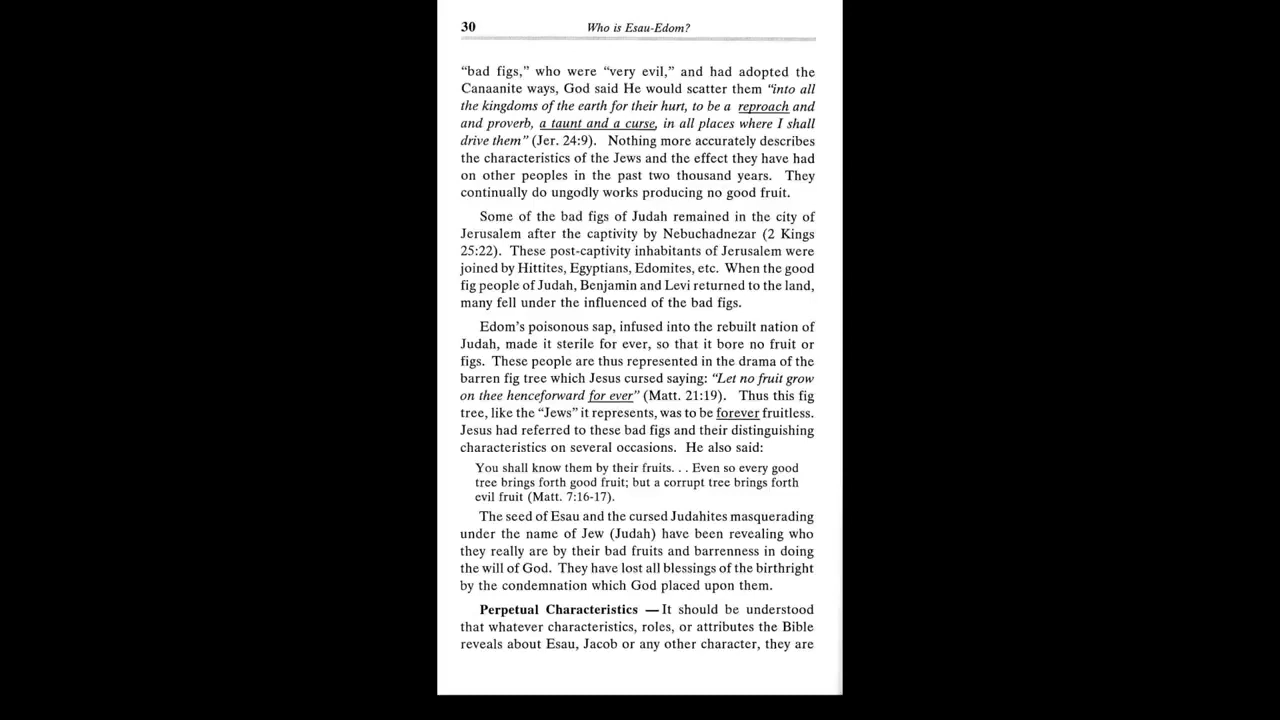 30 Who is Esau-Edom?
“bad figs,” who were “very evil,” and had adopted the
Canaanite ways, God said He would scatter them “into all
the kingdoms of the earth for their hurt, to be a reproach and
and proverb, a taunt and a curse, in all places where I shall
drive them” (Jer. 24:9). Nothing more accurately describes
the characteristics of the Jews and the effect they have had
on other peoples in the past two thousand years. They
continually do ungodly works producing no good fruit.
Some of the bad figs of Judah remained in the city of
Jerusalem after the captivity by Nebuchadnezar (2 Kings
25:22). These post-captivity inhabitants of Jerusalem were
joined by Hittites, Egyptians, Edomites, etc. When the good
fig people of Judah, Benjamin and Levi returned to the land,
many fell under the influenced of the bad figs.
Edom’s poisonous sap, infused into the rebuilt nation of
Judah, made it sterile for ever, so that it bore no fruit or
figs. These people are thus represented in the drama of the
barren fig tree which Jesus cursed saying: “Let no fruit grow
on thee henceforward for ever” (Matt. 21:19). Thus this fig
tree, like the “Jews” it represents, was to be forever fruitless.
Jesus had referred to these bad figs and their distinguishing
characteristics on several occasions. He also said:
You shall know them by their fruits. . . Even so every good
tree brings forth good fruit; but a corrupt tree brings forth
evil fruit (Matt. 7:16-17).
The seed of Esau and the cursed Judahites masquerading
under the name of Jew (Judah) have been revealing who
they really are by their bad fruits and barrenness in doing
the will of God. They have lost all blessings of the birthright
by the condemnation which God placed upon them.
Perpetual Characteristics — It should be understood
that whatever characteristics, roles, or attributes the Bible
reveals about Esau, Jacob or any other character, they are